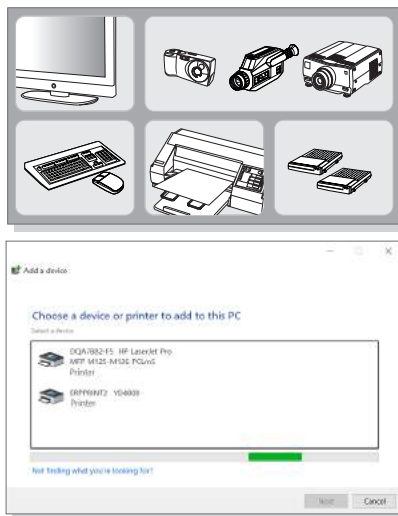 Add a device
Choose a device or printer to add to this PC
Select a device
HP LaserJet Pro
Printer
Printer
Not finding what you're looking for?
Next Cancel